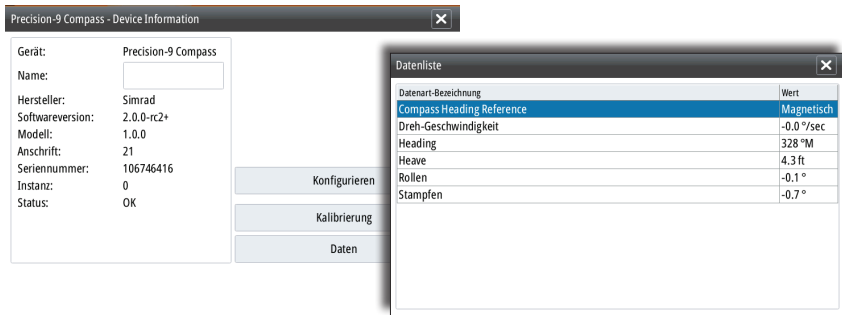 Precision-9 Compass - Device Information
Gerät: Precision-9 Compass
Name:
Hersteller: Simrad
Softwareversion: 2.0.0-rc2+
Modell: 1.0.0
Anschrift: 21
Seriennummer: 106746416
Instanz: 0
Status: OK
Konfigurieren
Kalibrierung
Daten
Datenliste
Datenart-Bezeichnung Wert
Compass Heading Reference Magnetisch
Dreh-Geschwindigkeit -0.0 °/sec
Heading 328 °M
Heave 4.3 ft
Rollen -0.1 °
Stampfen -0.7 °